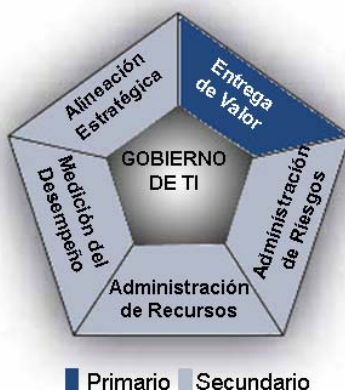 Alineación
Estratégica
Entrega
de Valor
GOBIERNO
DE TI
Medición del
Desempeño
Administración
de Riesgos
Administración
de Recursos
Primario Secundario